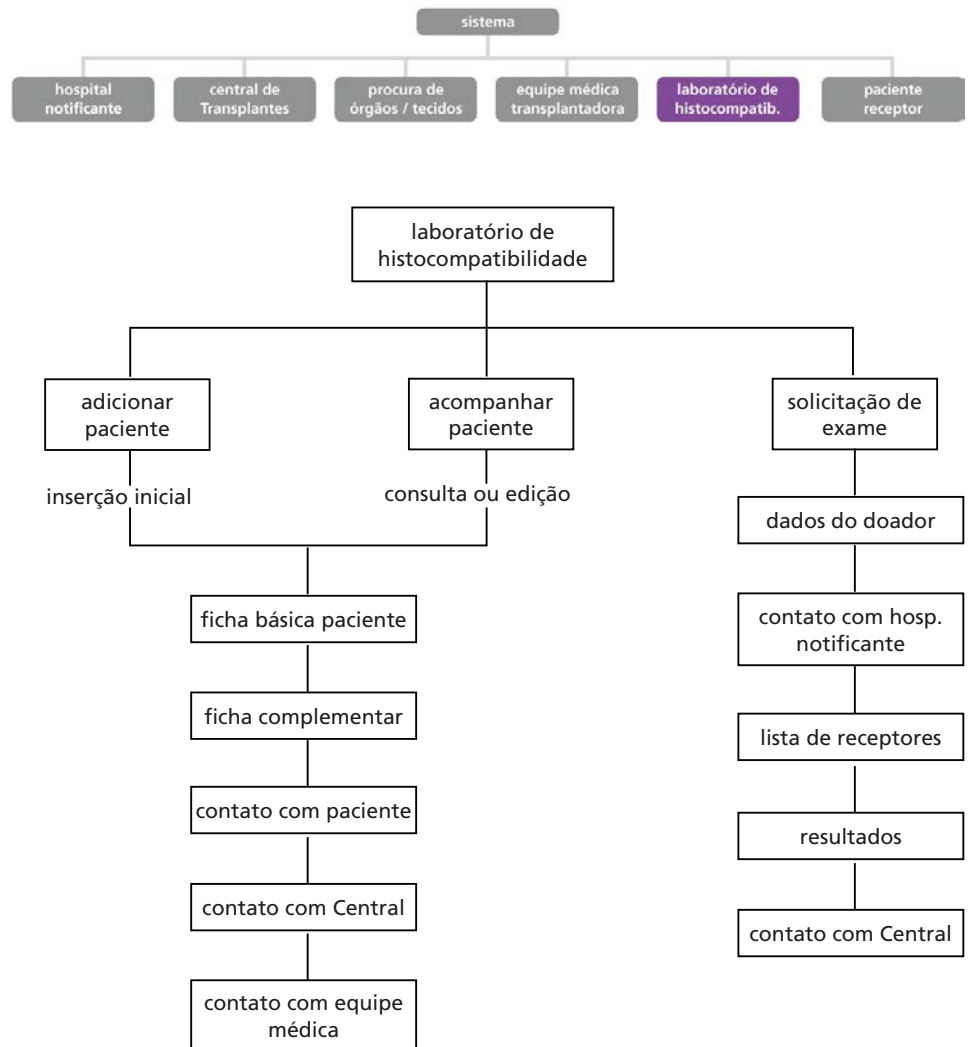 sistema
hospital
notificante
central de
Transplantes
procura de
órgãos / tecidos
equipe médica
transplantadora
laboratório de
histocompatib.
paciente
receptor
laboratório de
histocompatibilidade
adicionar
paciente
acompanhar
paciente
solicitação de
exame
inserção inicial
consulta ou edição
dados do doador
ficha básica paciente
contato com hosp.
notificante
ficha complementar
lista de receptores
contato com paciente
resultados
contato com Central
contato com Central
contato com equipe
médica